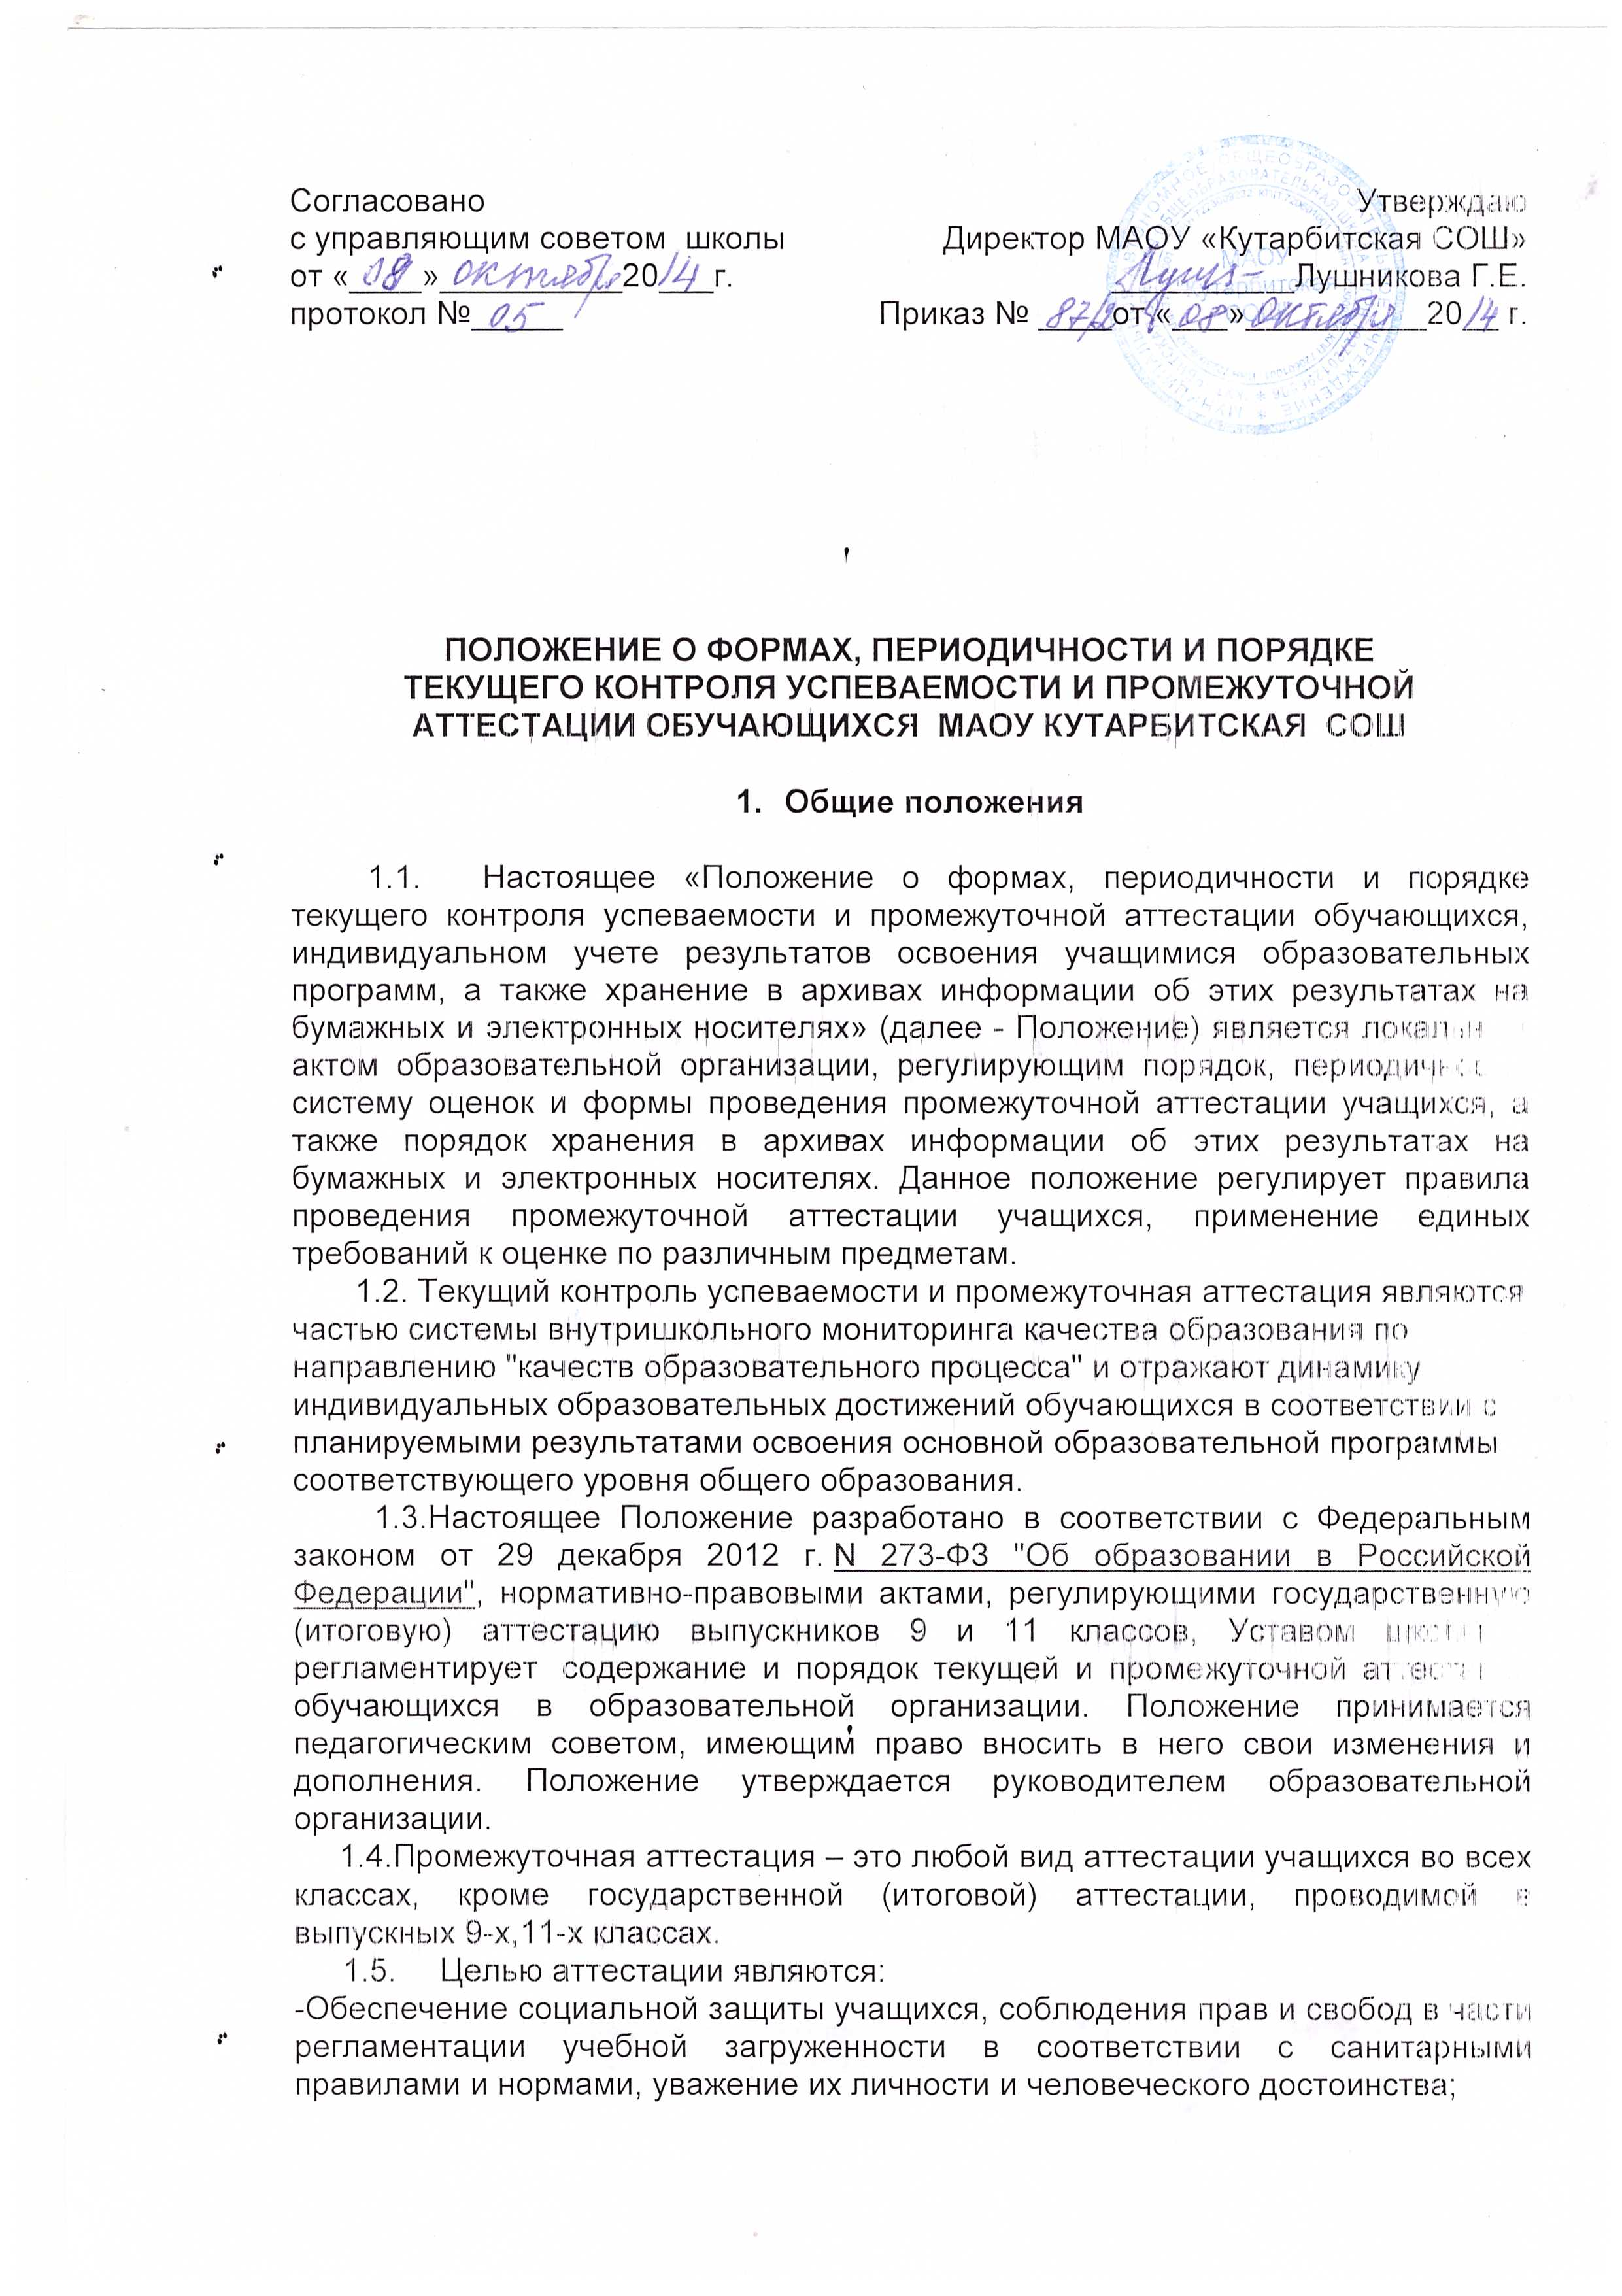 Согласовано
с управляющим советом школы
от «08» октября 2014 г.
протокол № 05
Утверждаю
Директор МАОУ «Кутарбитская СОШ»
Лушникова Г.Е.
Приказ № 87/2 от «08» октября 2014 г.
ПОЛОЖЕНИЕ О ФОРМАХ, ПЕРИОДИЧНОСТИ И ПОРЯДКЕ
ТЕКУЩЕГО КОНТРОЛЯ УСПЕВАЕМОСТИ И ПРОМЕЖУТОЧНОЙ
АТТЕСТАЦИИ ОБУЧАЮЩИХСЯ МАОУ КУТАРБИТСКАЯ СОШ
1. Общие положения
1.1. Настоящее «Положение о формах, периодичности и порядке
текущего контроля успеваемости и промежуточной аттестации обучающихся,
индивидуальном учете результатов освоения учащимися образовательных
программ, а также хранение в архивах информации об этих результатах на
бумажных и электронных носителях» (далее - Положение) является
актом образовательной организации, регулирующим порядок,
систему оценок и формы проведения промежуточной аттестации учащихся, а
также порядок хранения в архивах информации об этих результатах на
бумажных и электронных носителях. Данное положение регулирует правила
проведения промежуточной аттестации учащихся, применение единых
требований к оценке по различным предметам.
1.2. Текущий контроль успеваемости и промежуточная аттестация являются
частью системы внутришкольного мониторинга качества образования по
направлению "качеств образовательного процесса" и отражают динамику
индивидуальных образовательных достижений обучающихся в соответствии с
планируемыми результатами освоения основной образовательной программы
соответствующего уровня общего образования.
1.3.Настоящее Положение разработано в соответствии с Федеральным
законом от 29 декабря 2012 г. N 273-ФЗ "Об образовании в Российской
Федерации", нормативно-правовыми актами, регулирующими государственную
(итоговую) аттестацию выпускников 9 и 11 классов, Уставом
регламентирует содержание и порядок текущей и промежуточной
обучающихся в образовательной организации. Положение принимается
педагогическим советом, имеющим право вносить в него свои изменения и
дополнения. Положение утверждается руководителем образовательной
организации.
1.4.Промежуточная аттестация – это любой вид аттестации учащихся во всех
классах, кроме государственной (итоговой) аттестации, проводимой в
выпускных 9-х,11-х классах.
1.5. Целью аттестации являются:
-Обеспечение социальной защиты учащихся, соблюдения прав и свобод в части
регламентации учебной загруженности в соответствии с санитарными
правилами и нормами, уважение их личности и человеческого достоинства;